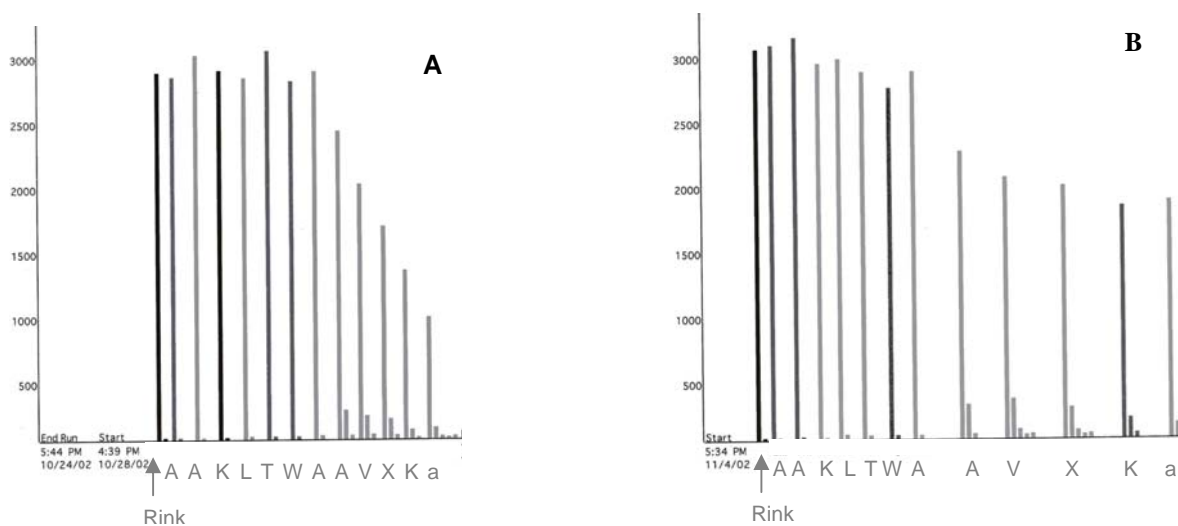 A
3000
2500
2000
1500
1000
500
End Run Start
5:44 PM 4:39 PM
10/24/02 10/28/02
A A K L T W A A V X K a
Rink
B
3000
2500
2000
1500
1000
500
Start
5:34 PM
11/4/02
A A K L T W A A V X K a
Rink